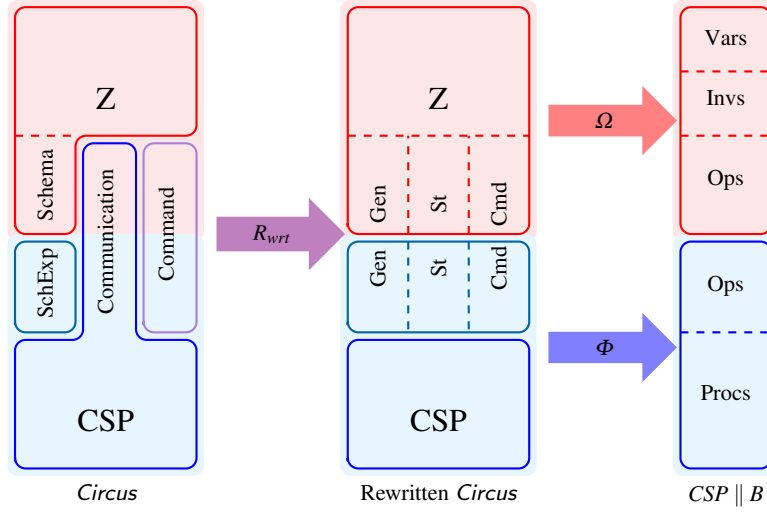 Z
Schema
Communication
Command
SchExp
CSP
Circus
R_wrt
Z
Gen
St
Cmd
Gen
St
Cmd
CSP
Rewritten Circus
Ω
Φ
Vars
Invs
Ops
Ops
Procs
CSP ∥ B